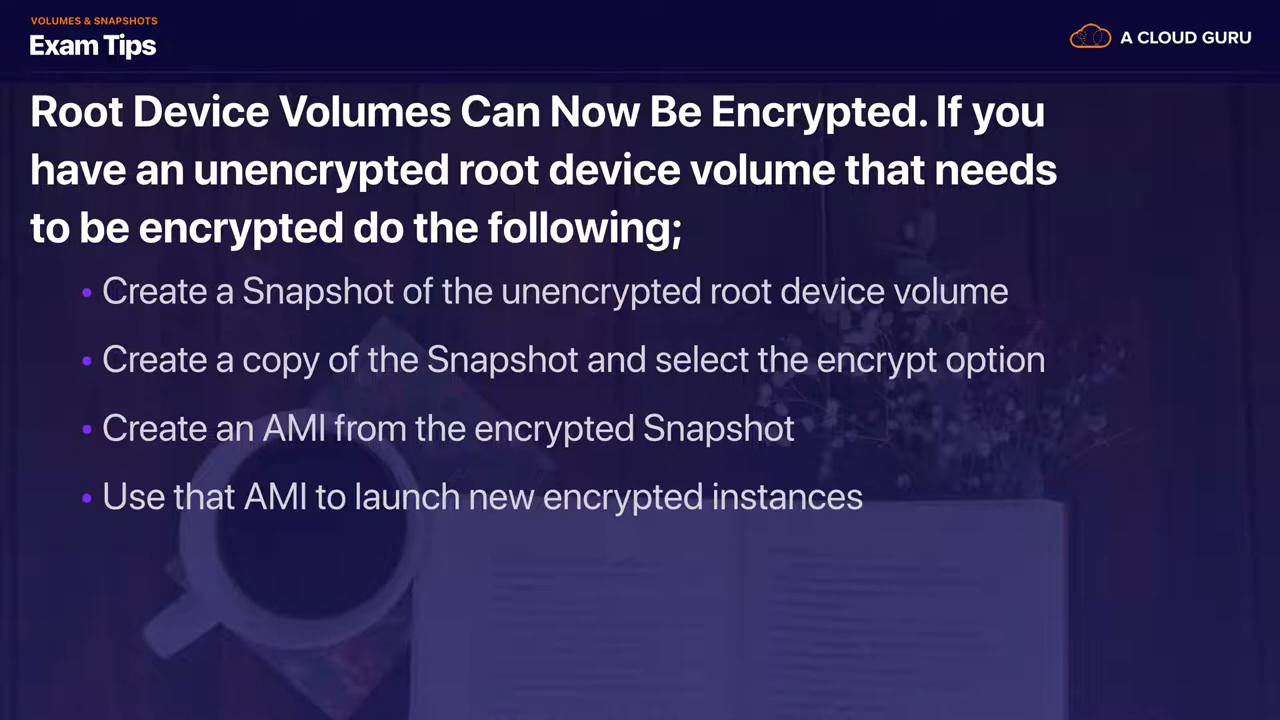 VOLUMES & SNAPSHOTS
Exam Tips
A CLOUD GURU
Root Device Volumes Can Now Be Encrypted. If you
have an unencrypted root device volume that needs
to be encrypted do the following;
• Create a Snapshot of the unencrypted root device volume
• Create a copy of the Snapshot and select the encrypt option
• Create an AMI from the encrypted Snapshot
• Use that AMI to launch new encrypted instances